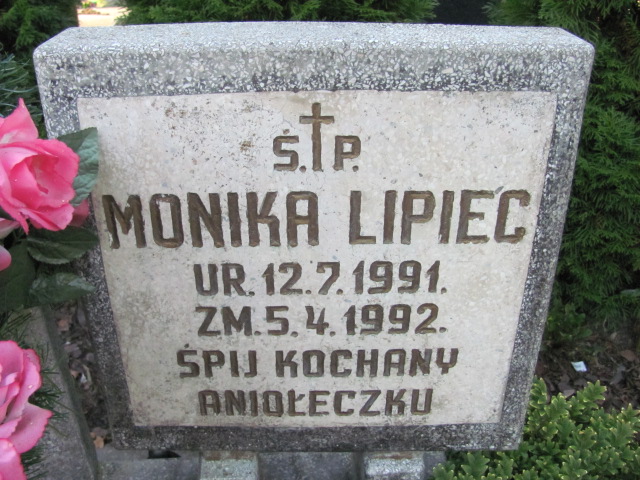 Ś. P.
MONIKA LIPIEC
UR. 12.7.1991.
ZM. 5.4.1992.
ŚPIJ KOCHANY
ANIOŁECZKU